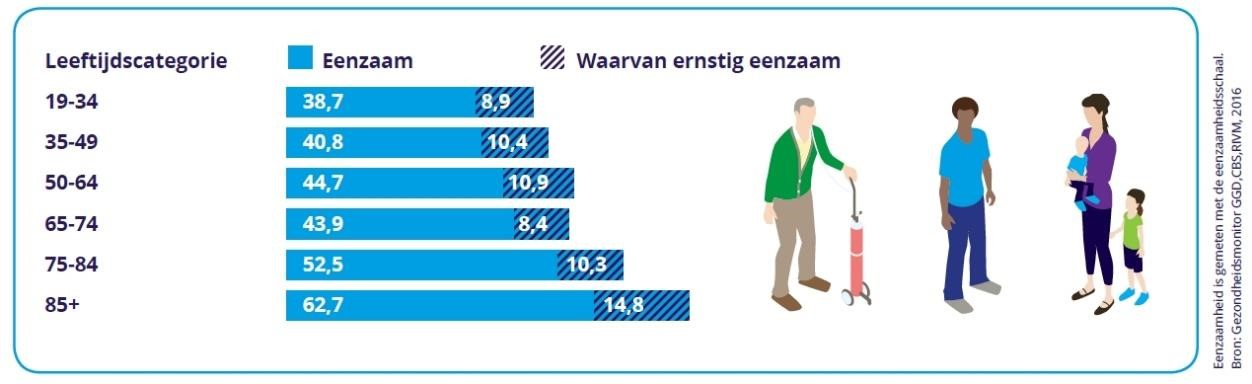 Leeftijdscategorie Eenzaam Waarvan ernstig eenzaam
19-34 38,7 8,9
35-49 40,8 10,4
50-64 44,7 10,9
65-74 43,9 8,4
75-84 52,5 10,3
85+ 62,7 14,8
Eenzaamheid is gemeten met de eenzaamheidsschaal.
Bron: Gezondheidsmonitor GGD,CBS,RIVM, 2016